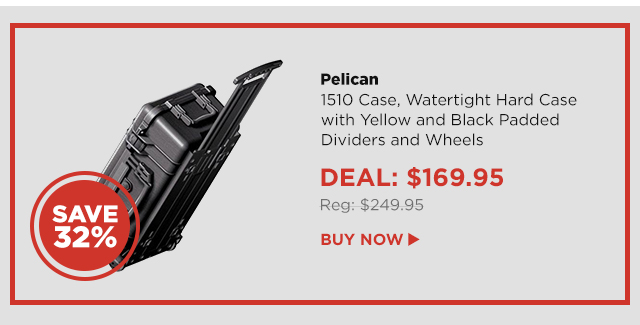 Pelican
1510 Case, Watertight Hard Case
with Yellow and Black Padded
Dividers and Wheels
DEAL: $169.95
Reg: $249.95
BUY NOW ▶
SAVE
32%